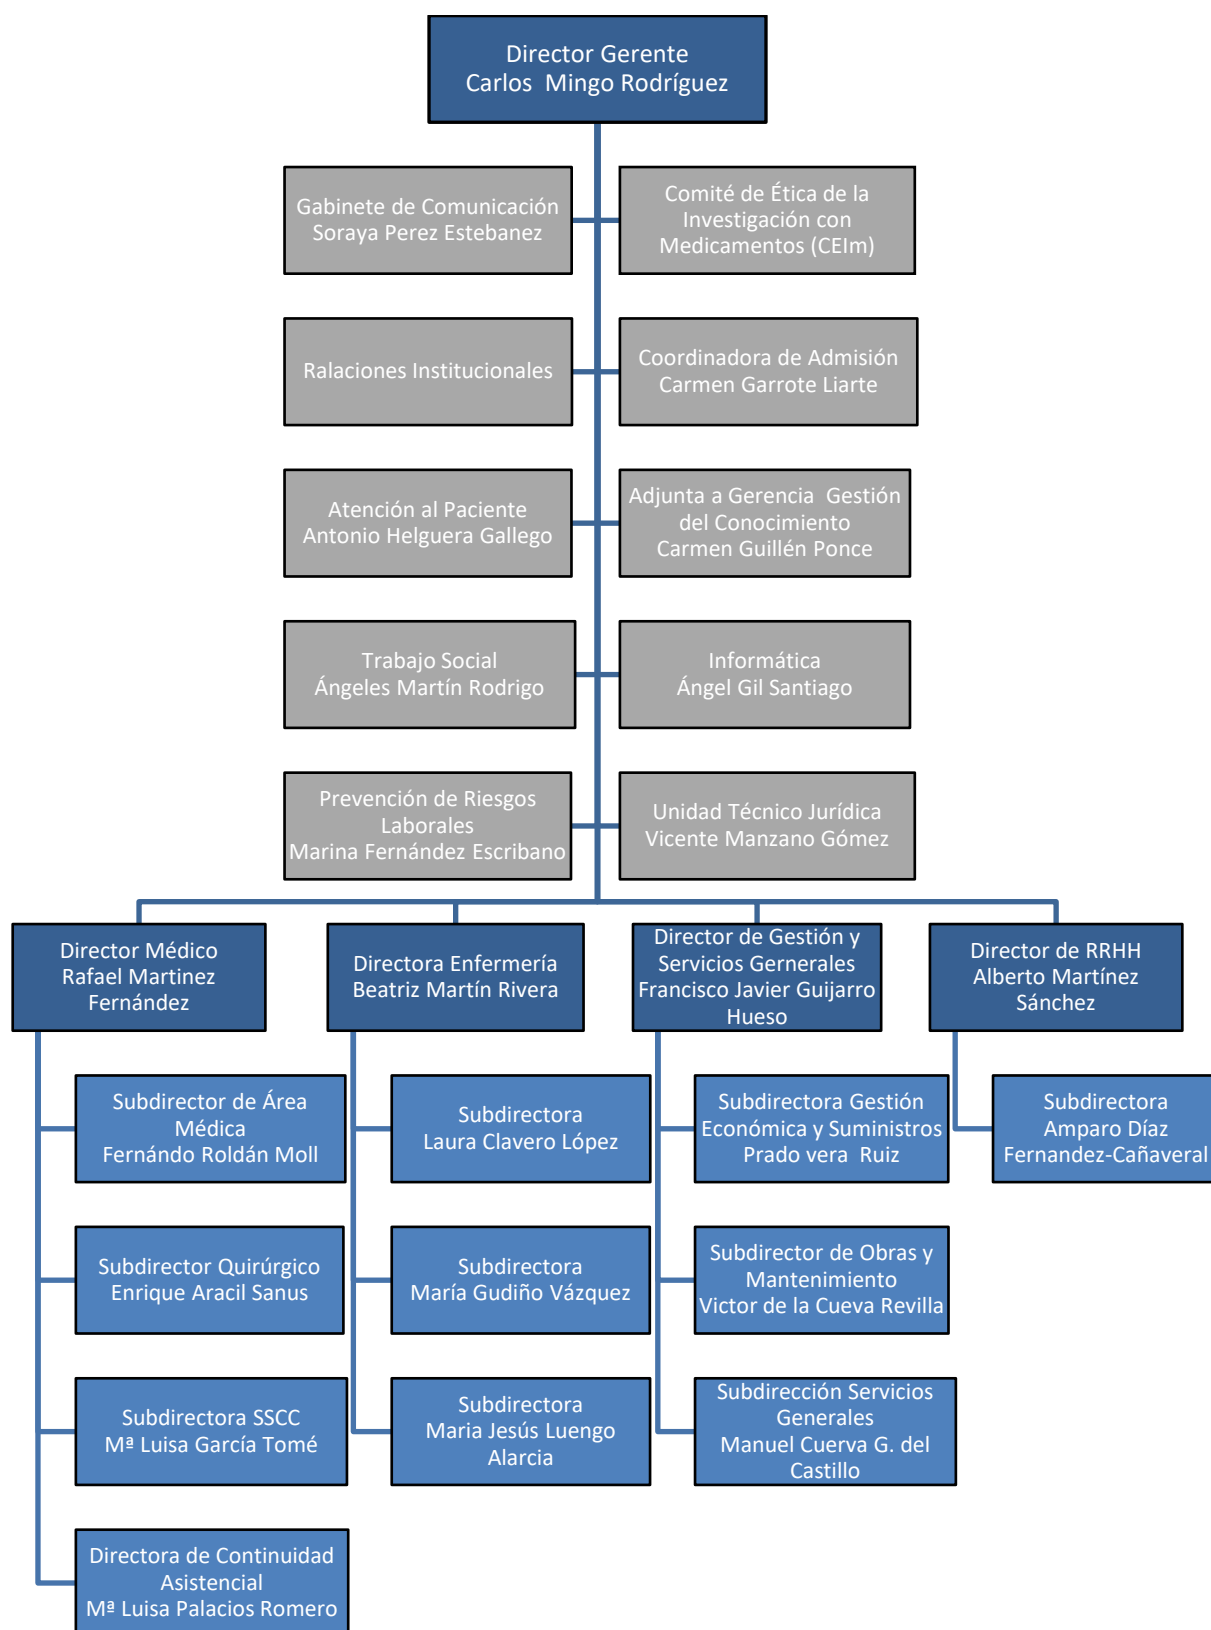 Director Gerente
Carlos Mingo Rodríguez
Gabinete de Comunicación
Soraya Perez Estebanez
Comité de Ética de la
Investigación con
Medicamentos (CEIm)
Ralaciones Institucionales
Coordinadora de Admisión
Carmen Garrote Liarte
Atención al Paciente
Antonio Helguera Gallego
Adjunta a Gerencia Gestión
del Conocimiento
Carmen Guillén Ponce
Trabajo Social
Ángeles Martín Rodrigo
Informática
Ángel Gil Santiago
Prevención de Riesgos
Laborales
Marina Fernández Escribano
Unidad Técnico Jurídica
Vicente Manzano Gómez
Director Médico
Rafael Martinez
Fernández
Directora Enfermería
Beatriz Martín Rivera
Director de Gestión y
Servicios Gernerales
Francisco Javier Guijarro
Hueso
Director de RRHH
Alberto Martínez
Sánchez
Subdirector de Área
Médica
Fernándo Roldán Moll
Subdirectora
Laura Clavero López
Subdirectora Gestión
Económica y Suministros
Prado vera Ruiz
Subdirectora
Amparo Díaz
Fernandez-Cañaveral
Subdirector Quirúrgico
Enrique Aracil Sanus
Subdirectora
María Gudiño Vázquez
Subdirector de Obras y
Mantenimiento
Victor de la Cueva Revilla
Subdirectora SSCC
Mª Luisa García Tomé
Subdirectora
Maria Jesús Luengo
Alarcia
Subdirección Servicios
Generales
Manuel Cuerva G. del
Castillo
Directora de Continuidad
Asistencial
Mª Luisa Palacios Romero